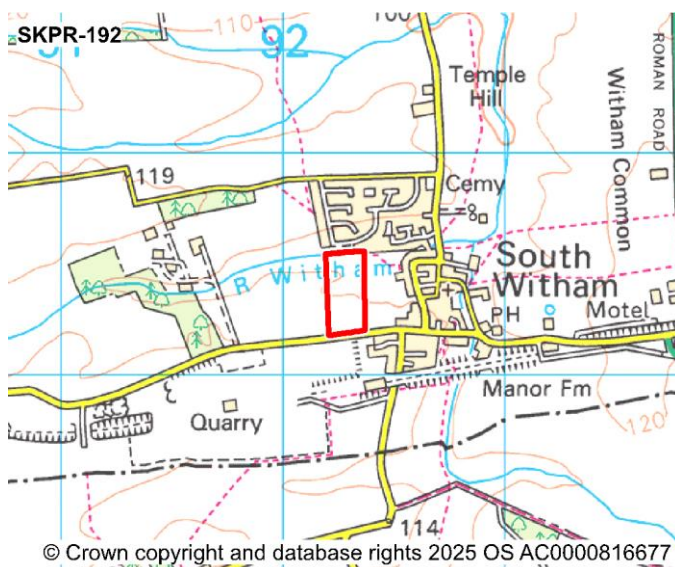 SKPR-192
110
100
92
Temple
Hill
ROMAN ROAD
Witham Common
119
Cemy
R Witham
South
Witham
PH
Motel
Manor Fm
Quarry
120
114
© Crown copyright and database rights 2025 OS AC0000816677